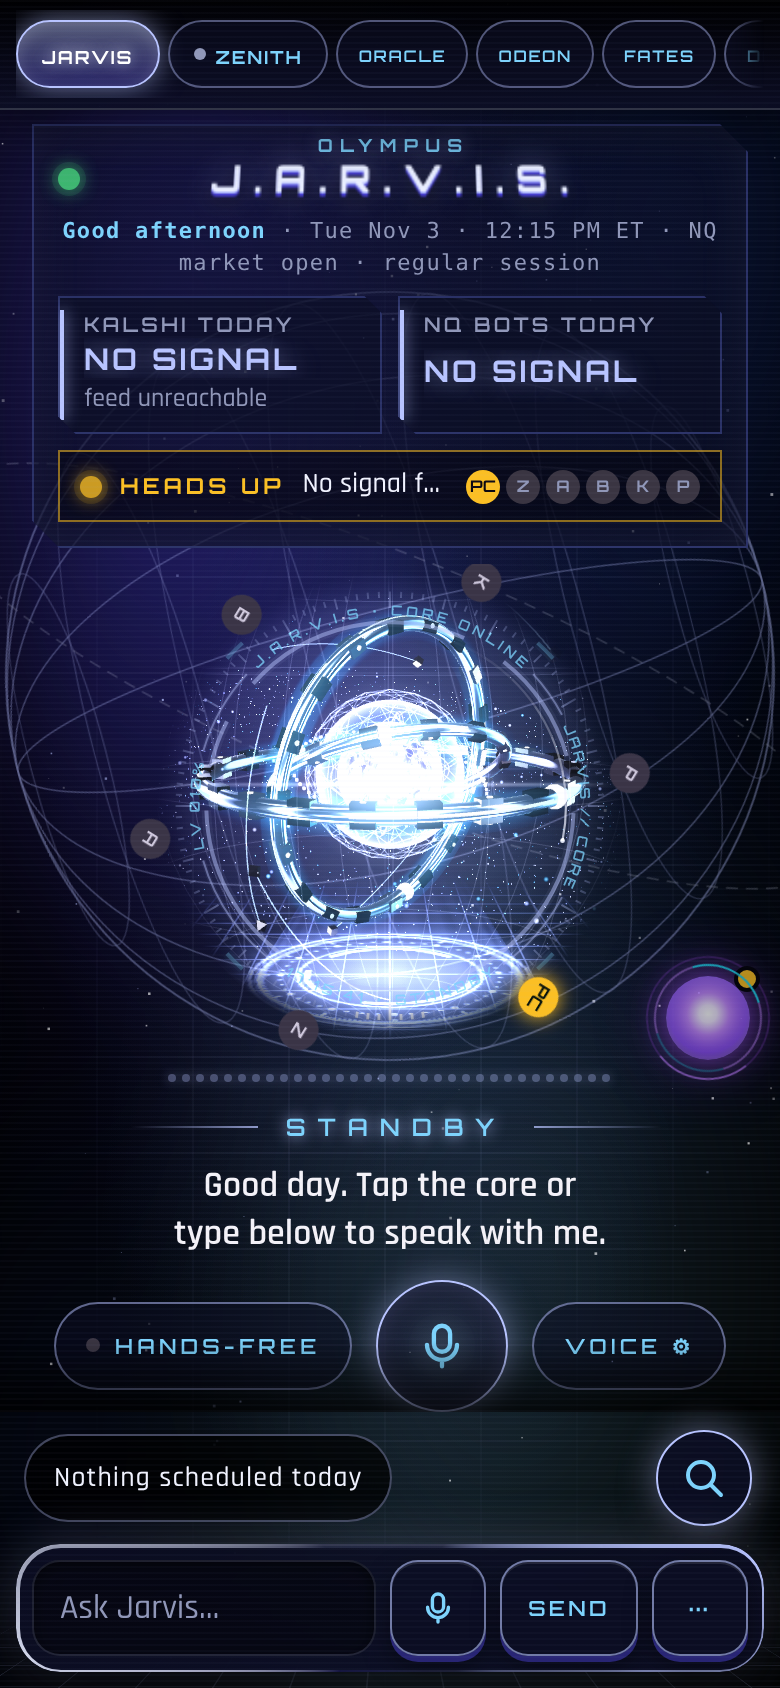 JARVIS
ZENITH
ORACLE
ODEON
FATES
OLYMPUS
J.A.R.V.I.S.
Good afternoon · Tue Nov 3 · 12:15 PM ET · NQ
market open · regular session
KALSHI TODAY
NO SIGNAL
feed unreachable
NQ BOTS TODAY
NO SIGNAL
HEADS UP No signal f... PC Z A B K P
K
B
J.A.R.V.I.S · CORE ONLINE
JARVIS // CORE
P
PC
Z
STANDBY
Good day. Tap the core or
type below to speak with me.
HANDS-FREE
VOICE ⚙
Nothing scheduled today
Ask Jarvis...
SEND
...